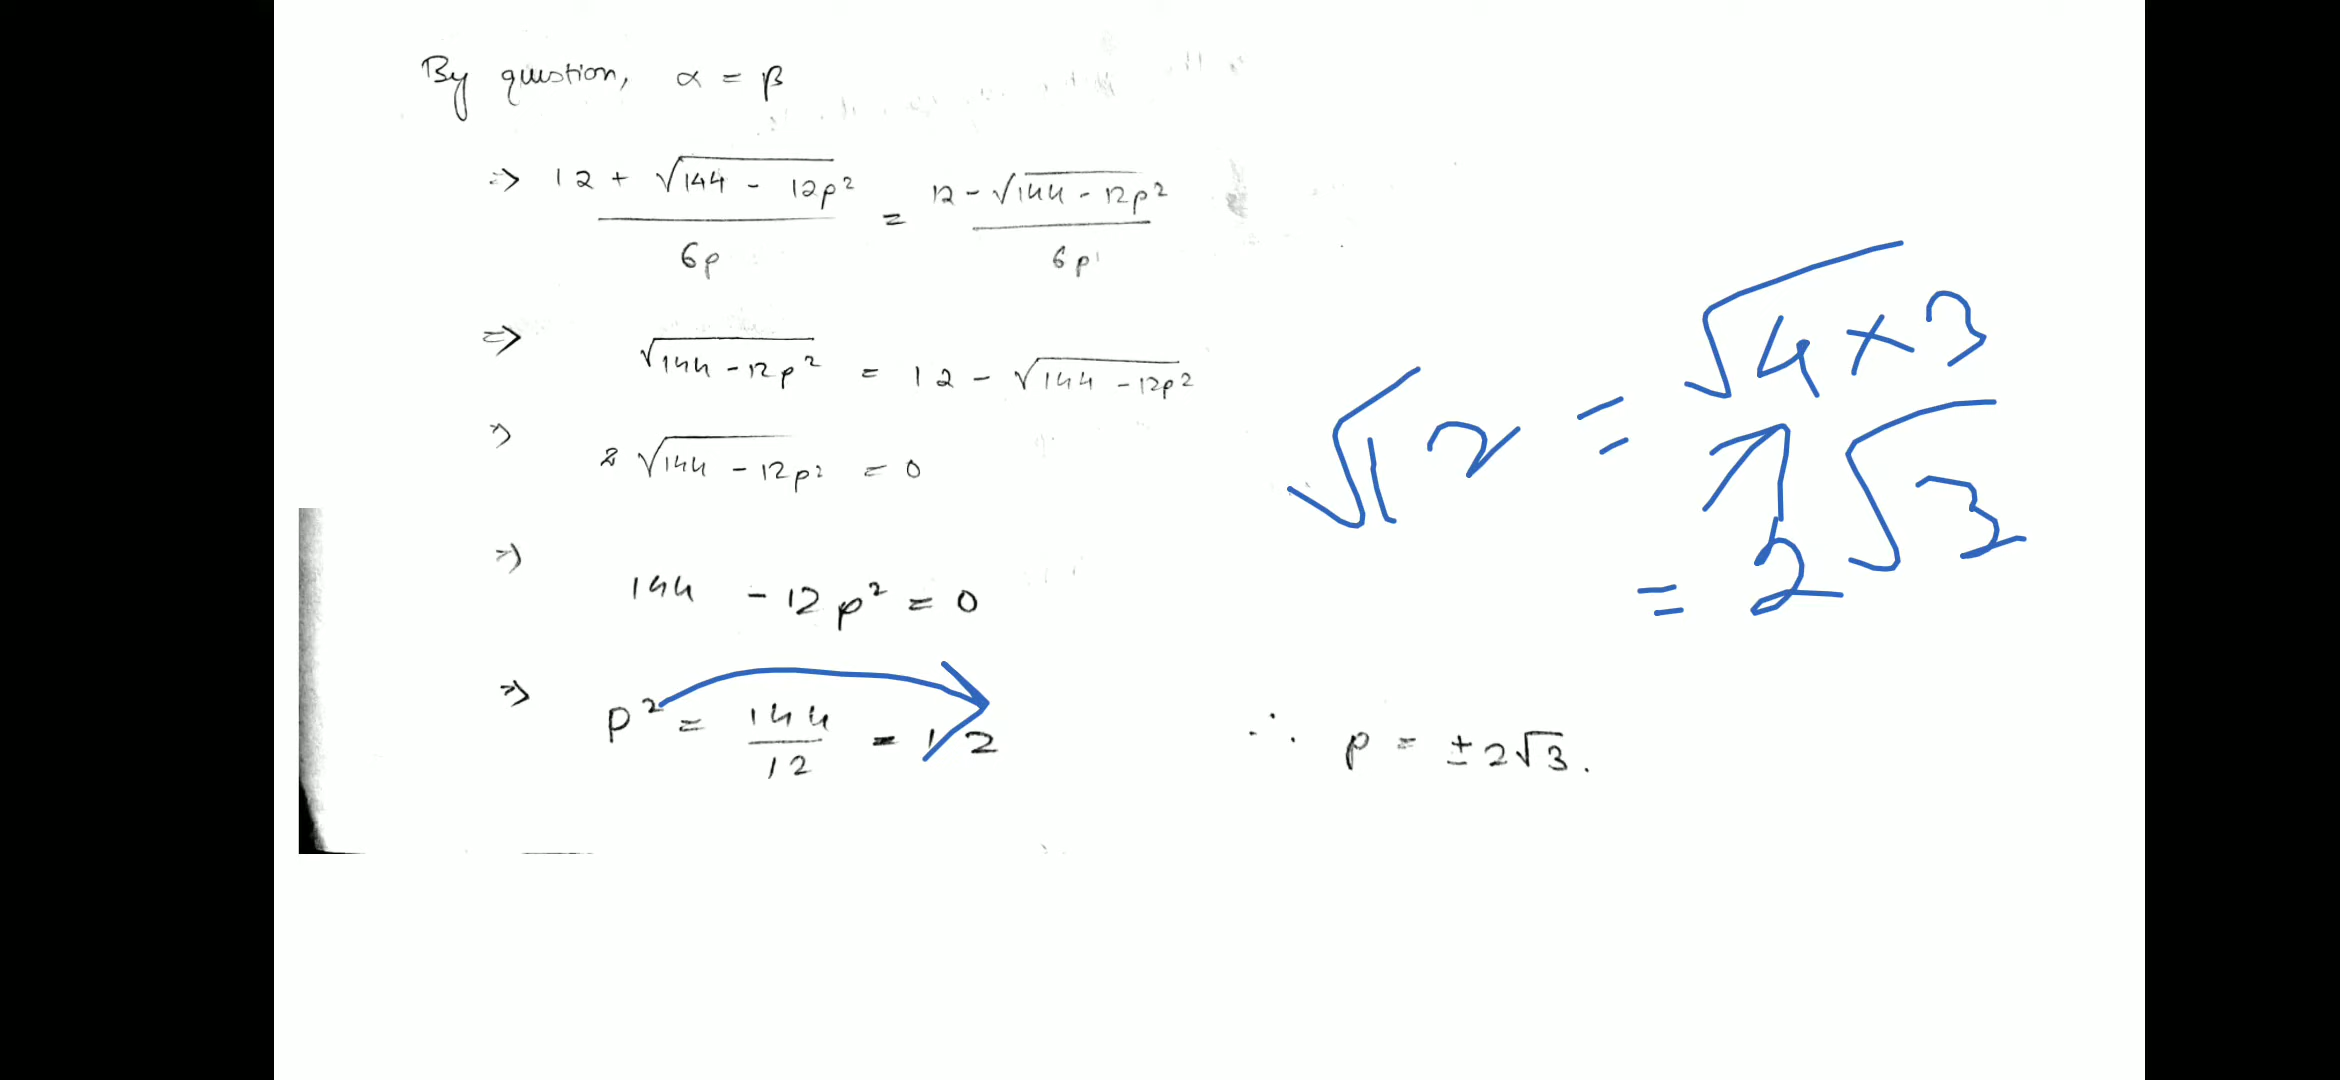 By question, α = β
⇒ 12 + √144 - 12p² / 6p = 12 - √144 - 12p² / 6p
⇒ √144 - 12p² = 12 - √144 - 12p²
⇒ 2 √144 - 12p² = 0
⇒ 144 - 12p² = 0
⇒ p² = 144 / 12 = 12
∴ p = ± 2√3.
√12 = √4 × 3
= 2 √3